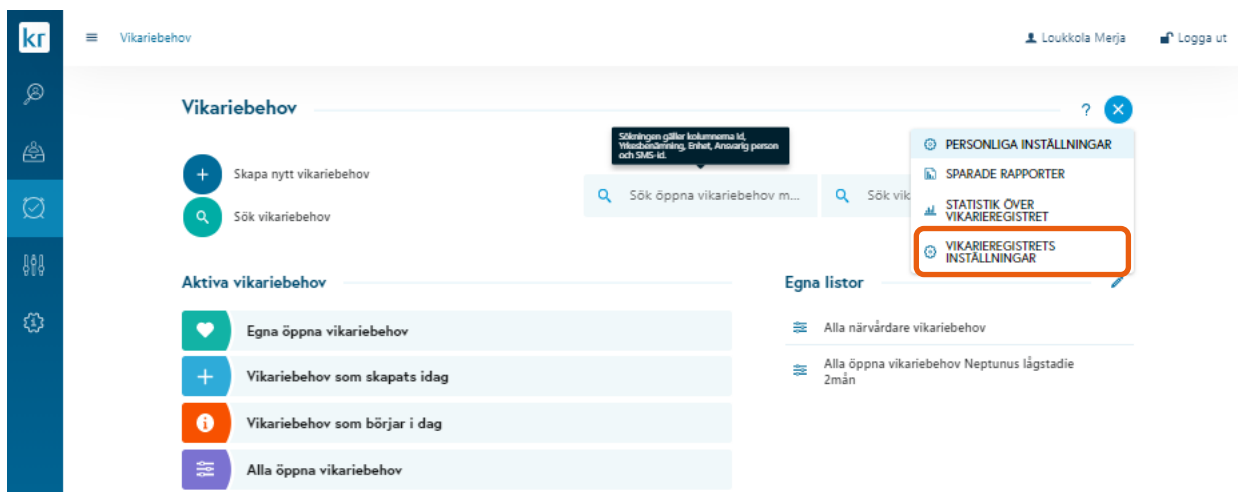 kr
Vikariebehov
Loukkola Merja
Logga ut
Vikariebehov
?
Sökningen gäller kolumnerna Id,
Yrkesbenämning, Enhet, Ansvarig person
och SMS-id.
PERSONLIGA INSTÄLLNINGAR
SPARADE RAPPORTER
STATISTIK ÖVER
VIKARIEREGISTRET
VIKARIEREGISTRETS
INSTÄLLNINGAR
Skapa nytt vikariebehov
Sök öppna vikariebehov m...
Sök vik
Sök vikariebehov
Aktiva vikariebehov
Egna öppna vikariebehov
Vikariebehov som skapats idag
Vikariebehov som börjar i dag
Alla öppna vikariebehov
Egna listor
Alla närvårdare vikariebehov
Alla öppna vikariebehov Neptunus lågstadie
2mån